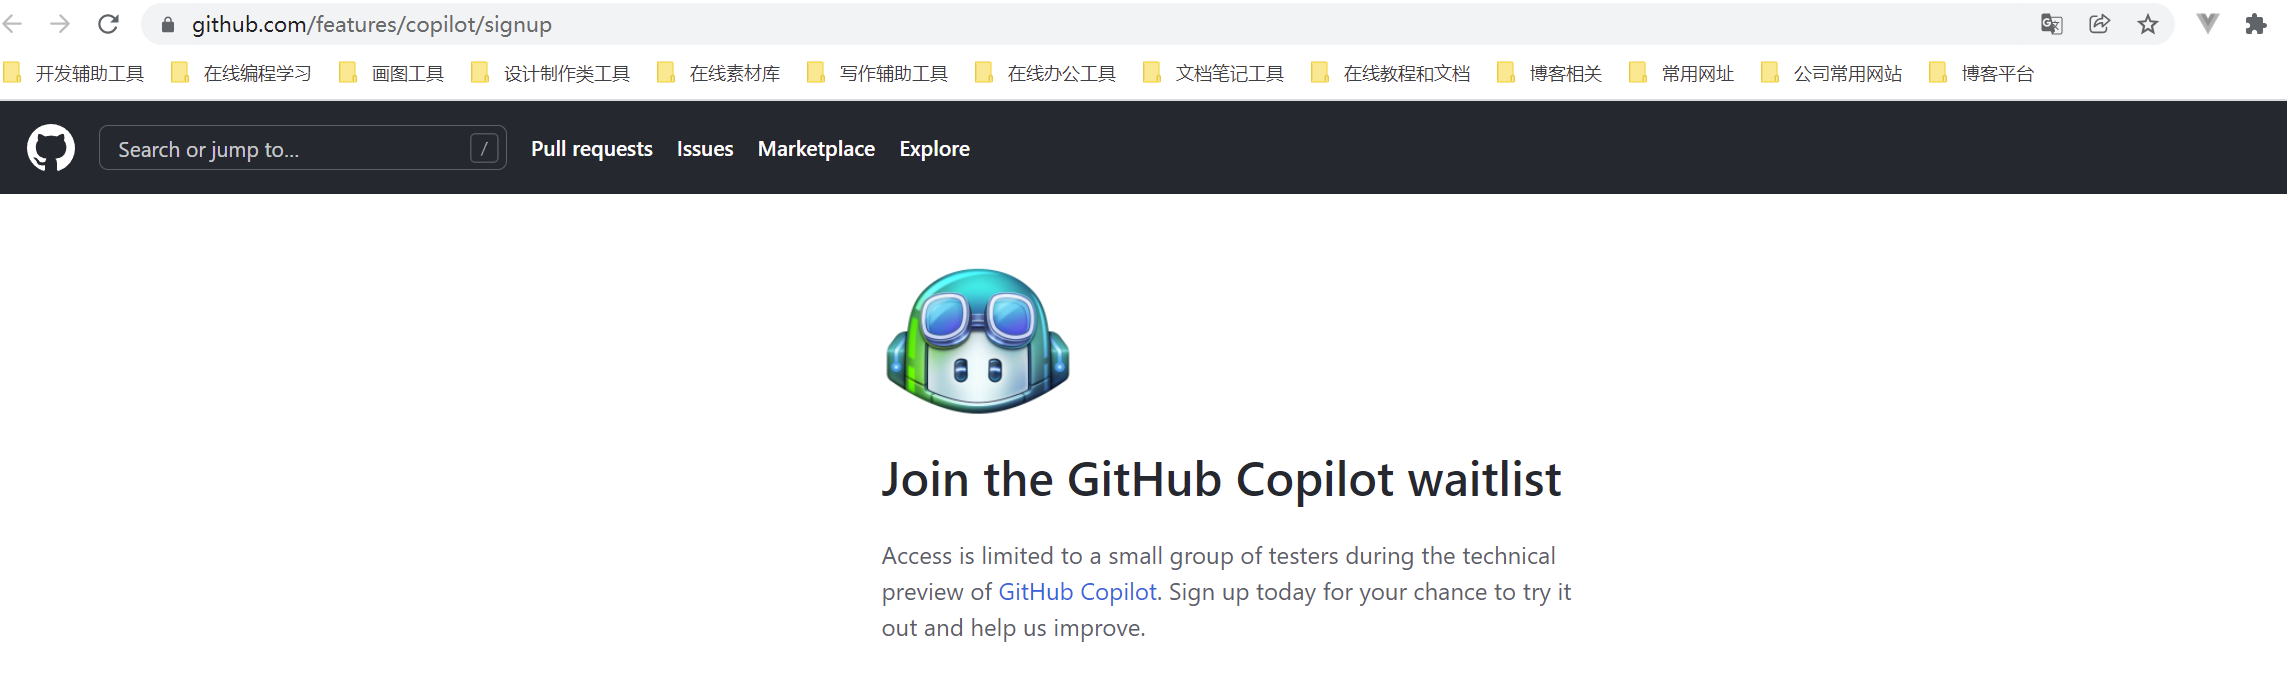 github.com/features/copilot/signup
开发辅助工具 在线编程学习 画图工具 设计制作类工具 在线素材库 写作辅助工具 在线办公工具 文档笔记工具 在线教程和文档 博客相关 常用网址 公司常用网站 博客平台
Search or jump to... / Pull requests Issues Marketplace Explore
Join the GitHub Copilot waitlist
Access is limited to a small group of testers during the technical
preview of GitHub Copilot. Sign up today for your chance to try it
out and help us improve.